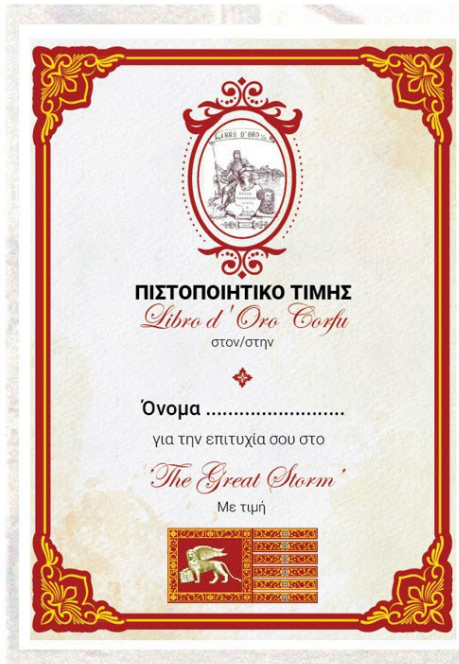 LIBRO D'ORO
ΠΙΣΤΟΠΟΙΗΤΙΚΟ ΤΙΜΗΣ
Libro d'Oro Corfu
στον/στην
Όνομα .........................
για την επιτυχία σου στο
'The Great Storm'
Με τιμή